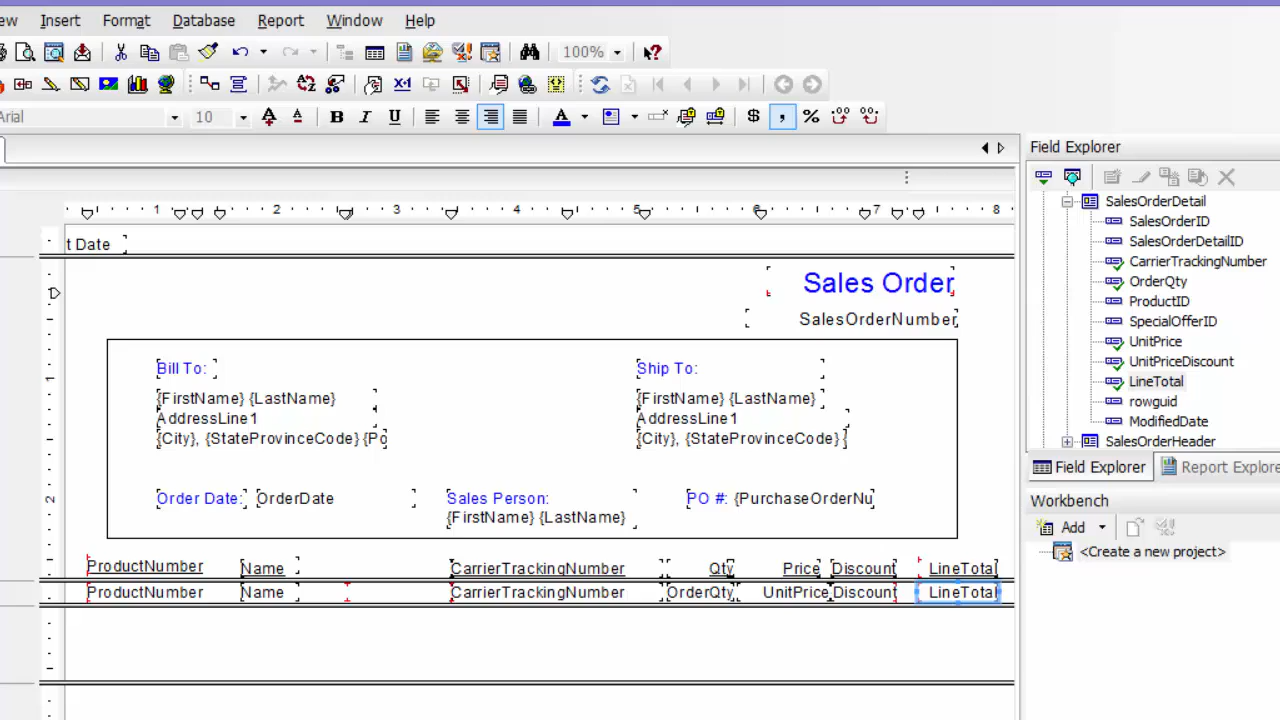 ew Insert Format Database Report Window Help
100%
Arial 10 B I U A $ , %
Field Explorer
SalesOrderDetail
SalesOrderID
SalesOrderDetailID
CarrierTrackingNumber
OrderQty
ProductID
SpecialOfferID
UnitPrice
UnitPriceDiscount
LineTotal
rowguid
ModifiedDate
SalesOrderHeader
Field Explorer Report Explore
Workbench
Add
<Create a new project>
1 2 3 4 5 6 7 8
t Date
Sales Order
SalesOrderNumber
Bill To: Ship To:
{FirstName} {LastName} {FirstName} {LastName}
AddressLine1 AddressLine1
{City}, {StateProvinceCode} {Po {City}, {StateProvinceCode} {
Order Date: OrderDate Sales Person: PO #: {PurchaseOrderNu
{FirstName} {LastName}
ProductNumber Name CarrierTrackingNumber Qty Price Discount LineTotal
ProductNumber Name CarrierTrackingNumber OrderQty UnitPrice Discount LineTotal
1
2